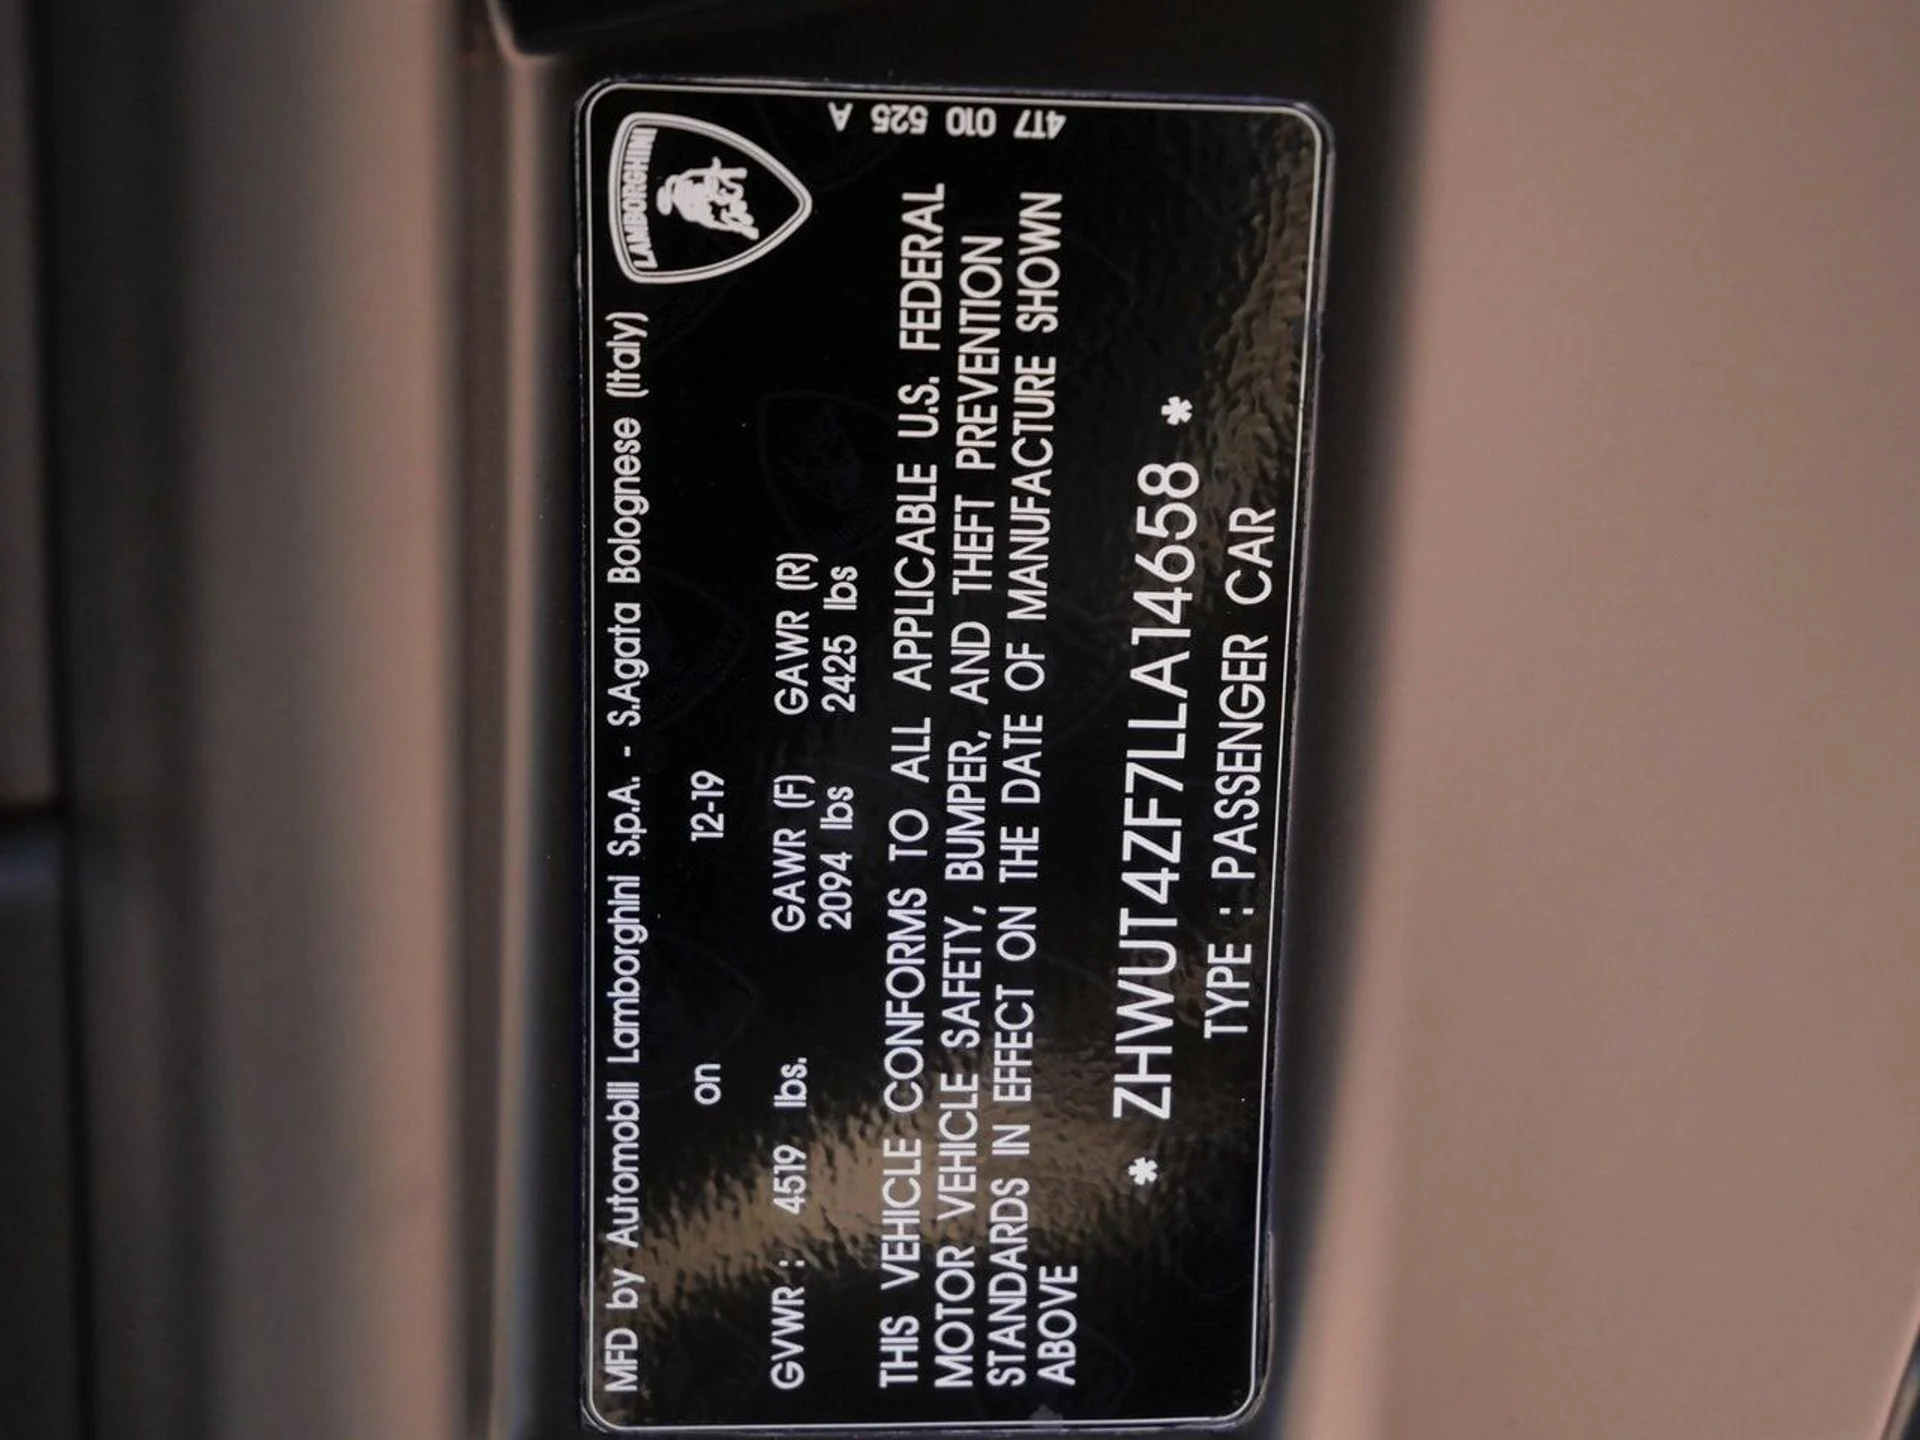 MFD by Automobili Lamborghini S.p.A. - S.Agata Bolognese (Italy)
LAMBORGHINI
on 12-19
GVWR : 4519 lbs. GAWR (F) GAWR (R)
2094 lbs 2425 lbs
THIS VEHICLE CONFORMS TO ALL APPLICABLE U.S. FEDERAL
MOTOR VEHICLE SAFETY, BUMPER, AND THEFT PREVENTION
STANDARDS IN EFFECT ON THE DATE OF MANUFACTURE SHOWN
ABOVE
* ZHWUT4ZF7LLA14658 *
TYPE : PASSENGER CAR
4T7 010 525 A